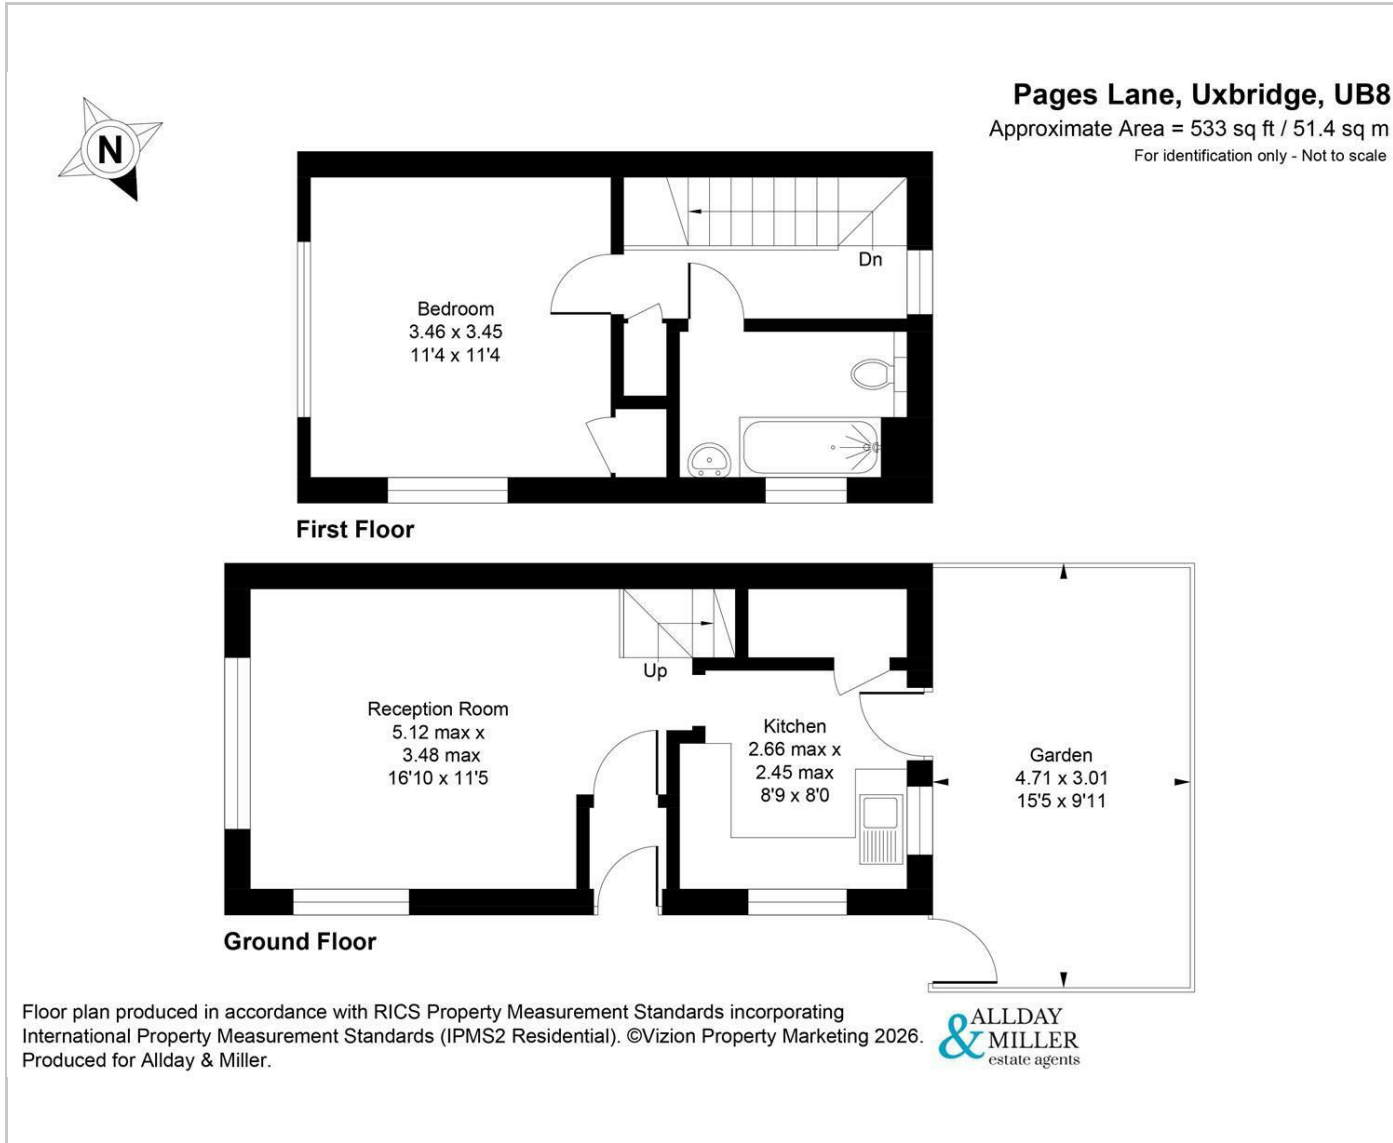 Pages Lane, Uxbridge, UB8
Approximate Area = 533 sq ft / 51.4 sq m
For identification only - Not to scale
N
Dn
Bedroom
3.46 x 3.45
11'4 x 11'4
First Floor
Up
Reception Room
5.12 max x
3.48 max
16'10 x 11'5
Kitchen
2.66 max x
2.45 max
8'9 x 8'0
Garden
4.71 x 3.01
15'5 x 9'11
Ground Floor
Floor plan produced in accordance with RICS Property Measurement Standards incorporating
International Property Measurement Standards (IPMS2 Residential). ©Vizion Property Marketing 2026.
Produced for Allday & Miller.
ALLDAY
& MILLER
estate agents